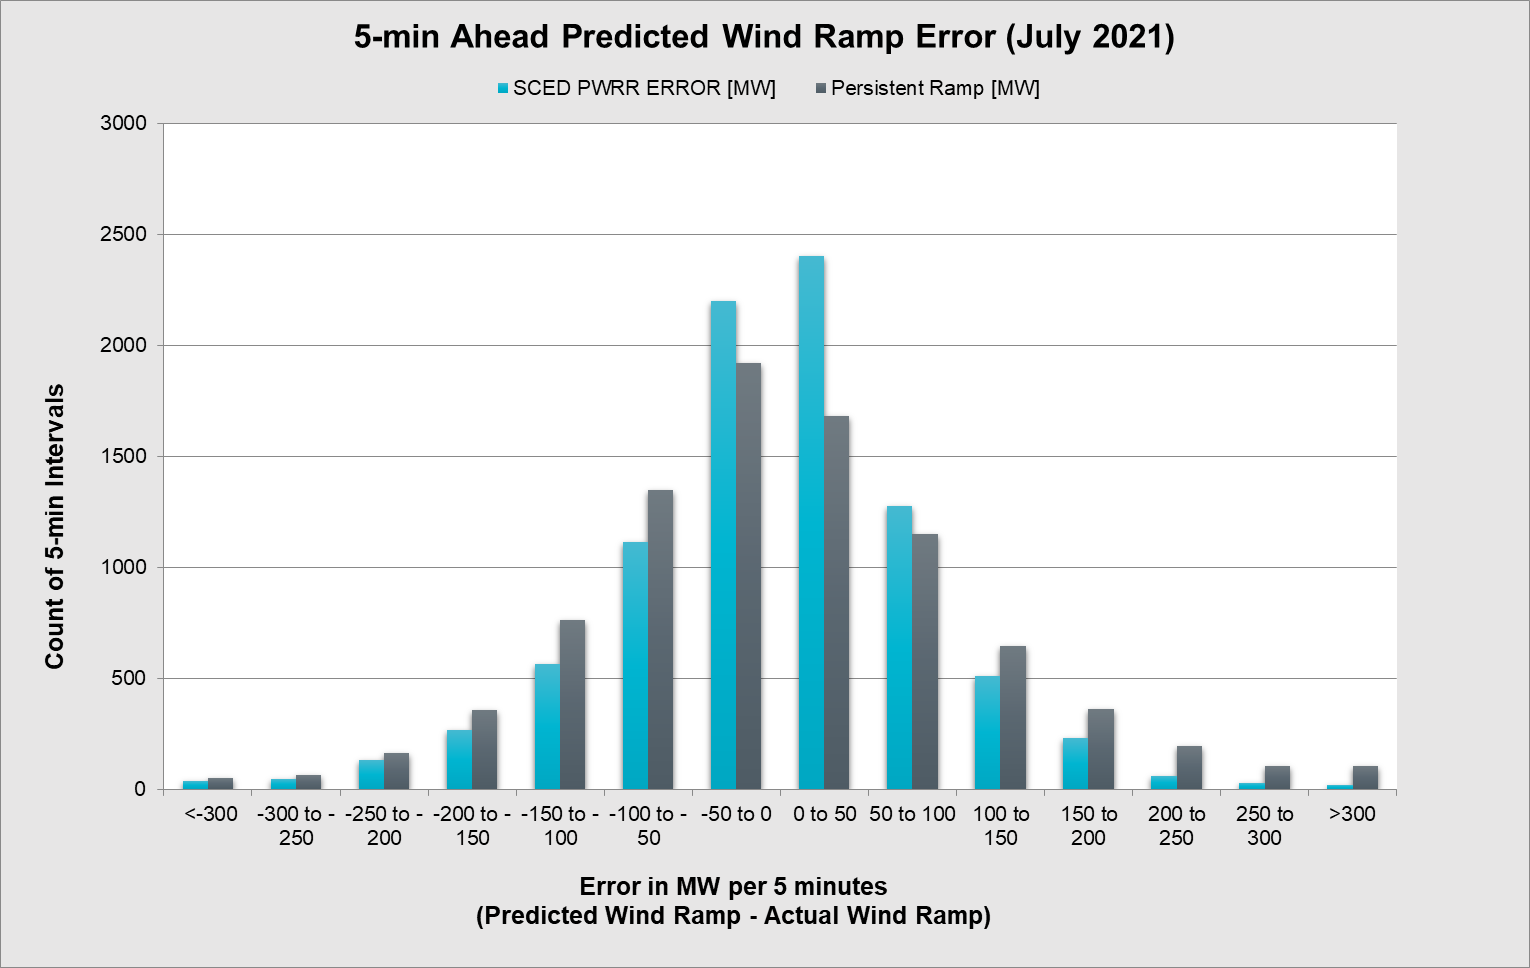 5-min Ahead Predicted Wind Ramp Error (July 2021)
SCED PWRR ERROR [MW] Persistent Ramp [MW]
3000
2500
2000
1500
1000
500
0
Count of 5-min Intervals
<-300 -300 to - -250 to - -200 to - -150 to - -100 to - -50 to 0 0 to 50 50 to 100 100 to 150 to 200 to 250 to >300
250 200 150 100 50 150 200 250 300
Error in MW per 5 minutes
(Predicted Wind Ramp - Actual Wind Ramp)